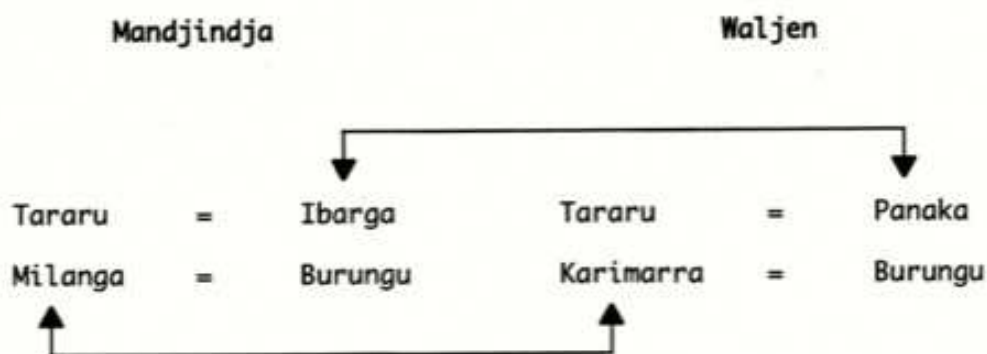 Mandjindja Waljen
Tararu = Ibarga Tararu = Panaka
Milanga = Burungu Karimarra = Burungu